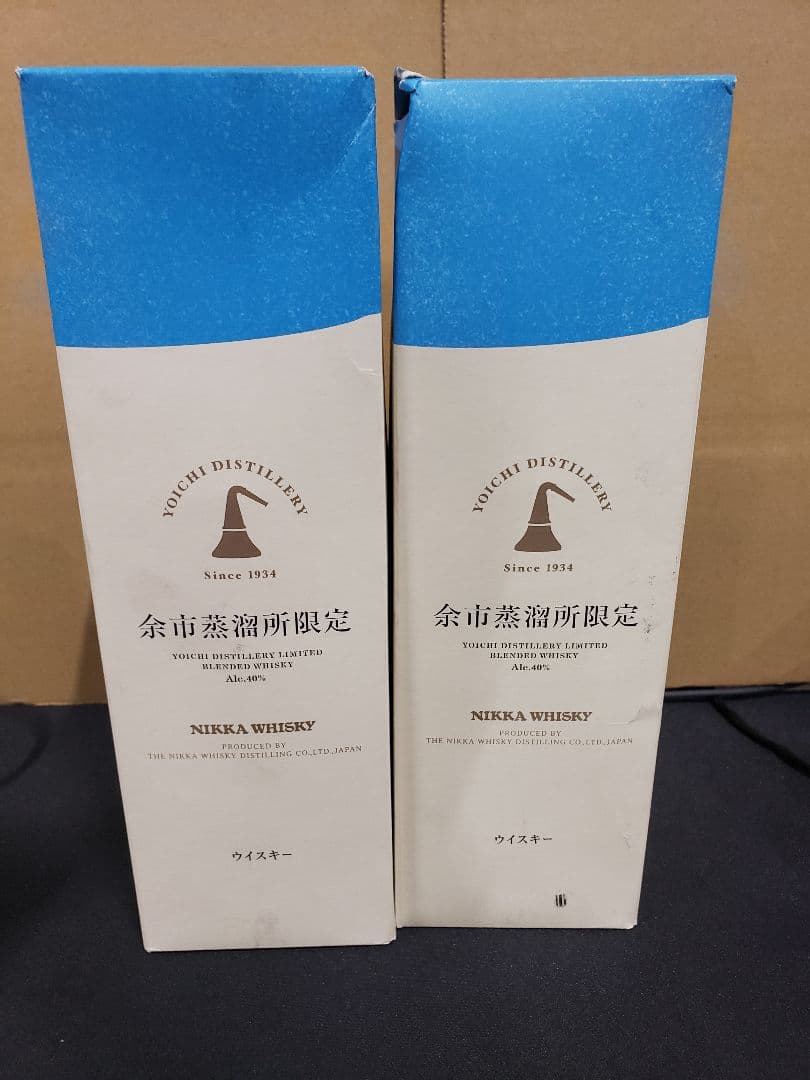 YOICHI DISTILLERY
Since 1934
余市蒸溜所限定
YOICHI DISTILLERY LIMITED
BLENDED WHISKY
Alc.40%
NIKKA WHISKY
PRODUCED BY
THE NIKKA WHISKY DISTILLING CO.,LTD.,JAPAN
ウイスキー
YOICHI DISTILLERY
Since 1934
余市蒸溜所限定
YOICHI DISTILLERY LIMITED
BLENDED WHISKY
Alc.40%
NIKKA WHISKY
PRODUCED BY
THE NIKKA WHISKY DISTILLING CO.,LTD.,JAPAN
ウイスキー